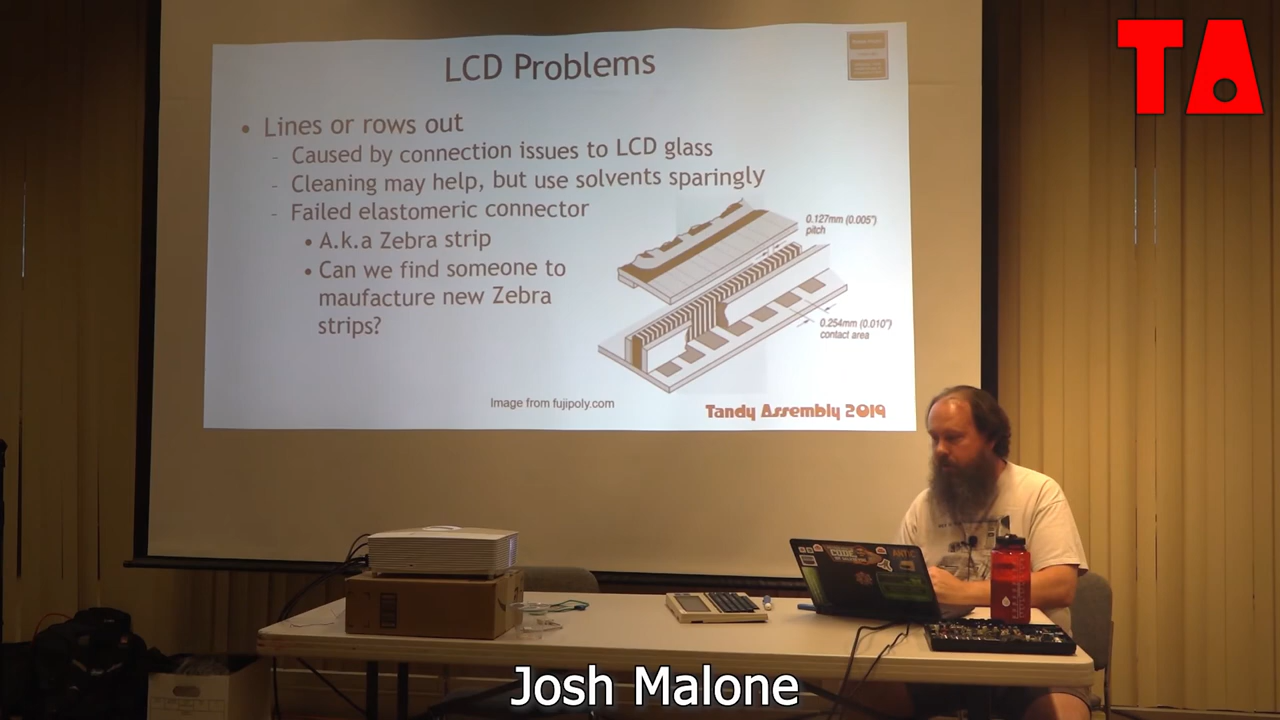 TA
LCD Problems
• Lines or rows out
- Caused by connection issues to LCD glass
- Cleaning may help, but use solvents sparingly
- Failed elastomeric connector
• A.k.a Zebra strip
• Can we find someone to
maufacture new Zebra
strips?
0.127mm (0.005")
pitch
0.254mm (0.010")
contact area
Image from fujipoly.com
Tandy Assembly 2019
CODE
Josh Malone